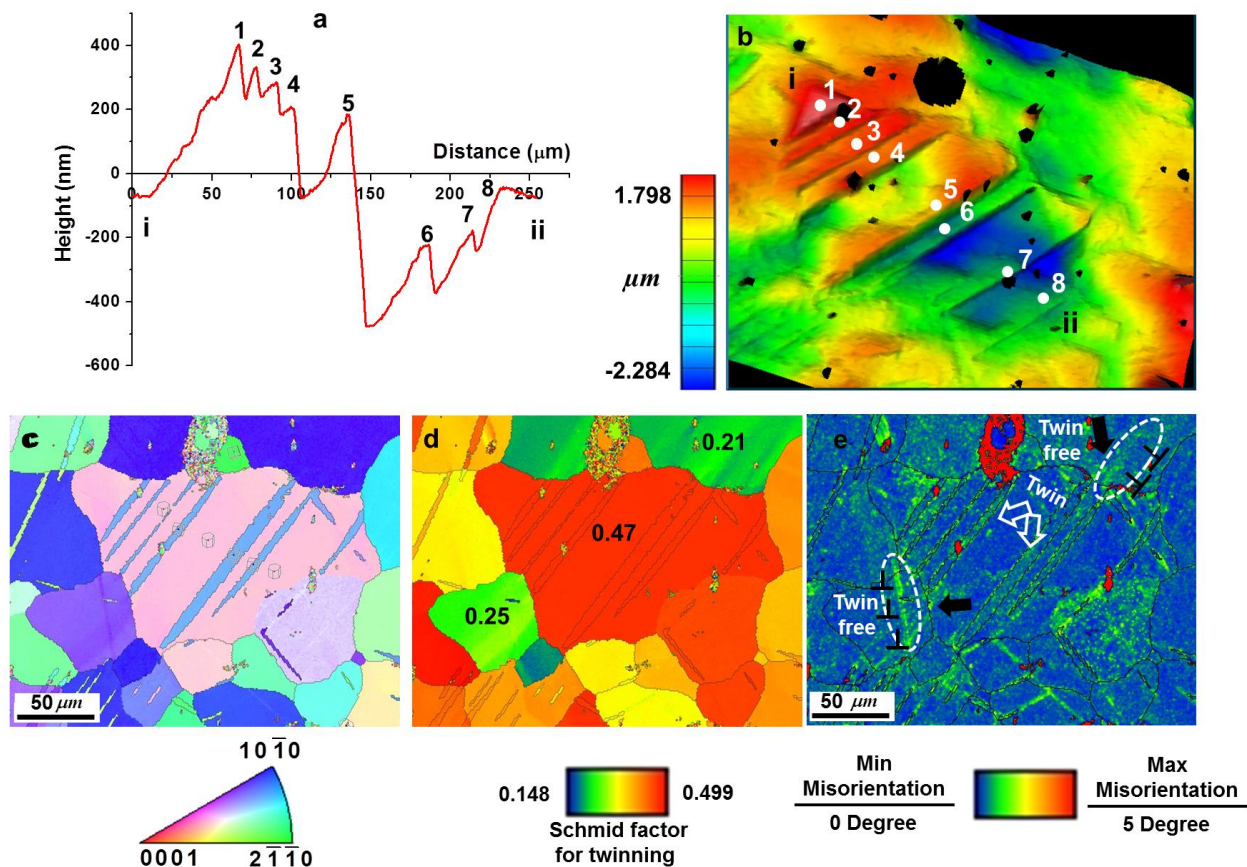 a
400
200
0
-200
-400
-600
Height (nm)
0 50 100 150 200 250
Distance (μm)
1
2
3
4
5
6
7
8
i
ii
1.798
μm
-2.284
b
i
1
2
3
4
5
6
7
8
ii
c
50 μm
d
0.21
0.47
0.25
e
Twin
free
Twin
Twin
free
50 μm
10 1̅ 0
0001
2 1̅ 1̅ 0
0.148
0.499
Schmid factor
for twinning
Min
Misorientation
0 Degree
Max
Misorientation
5 Degree